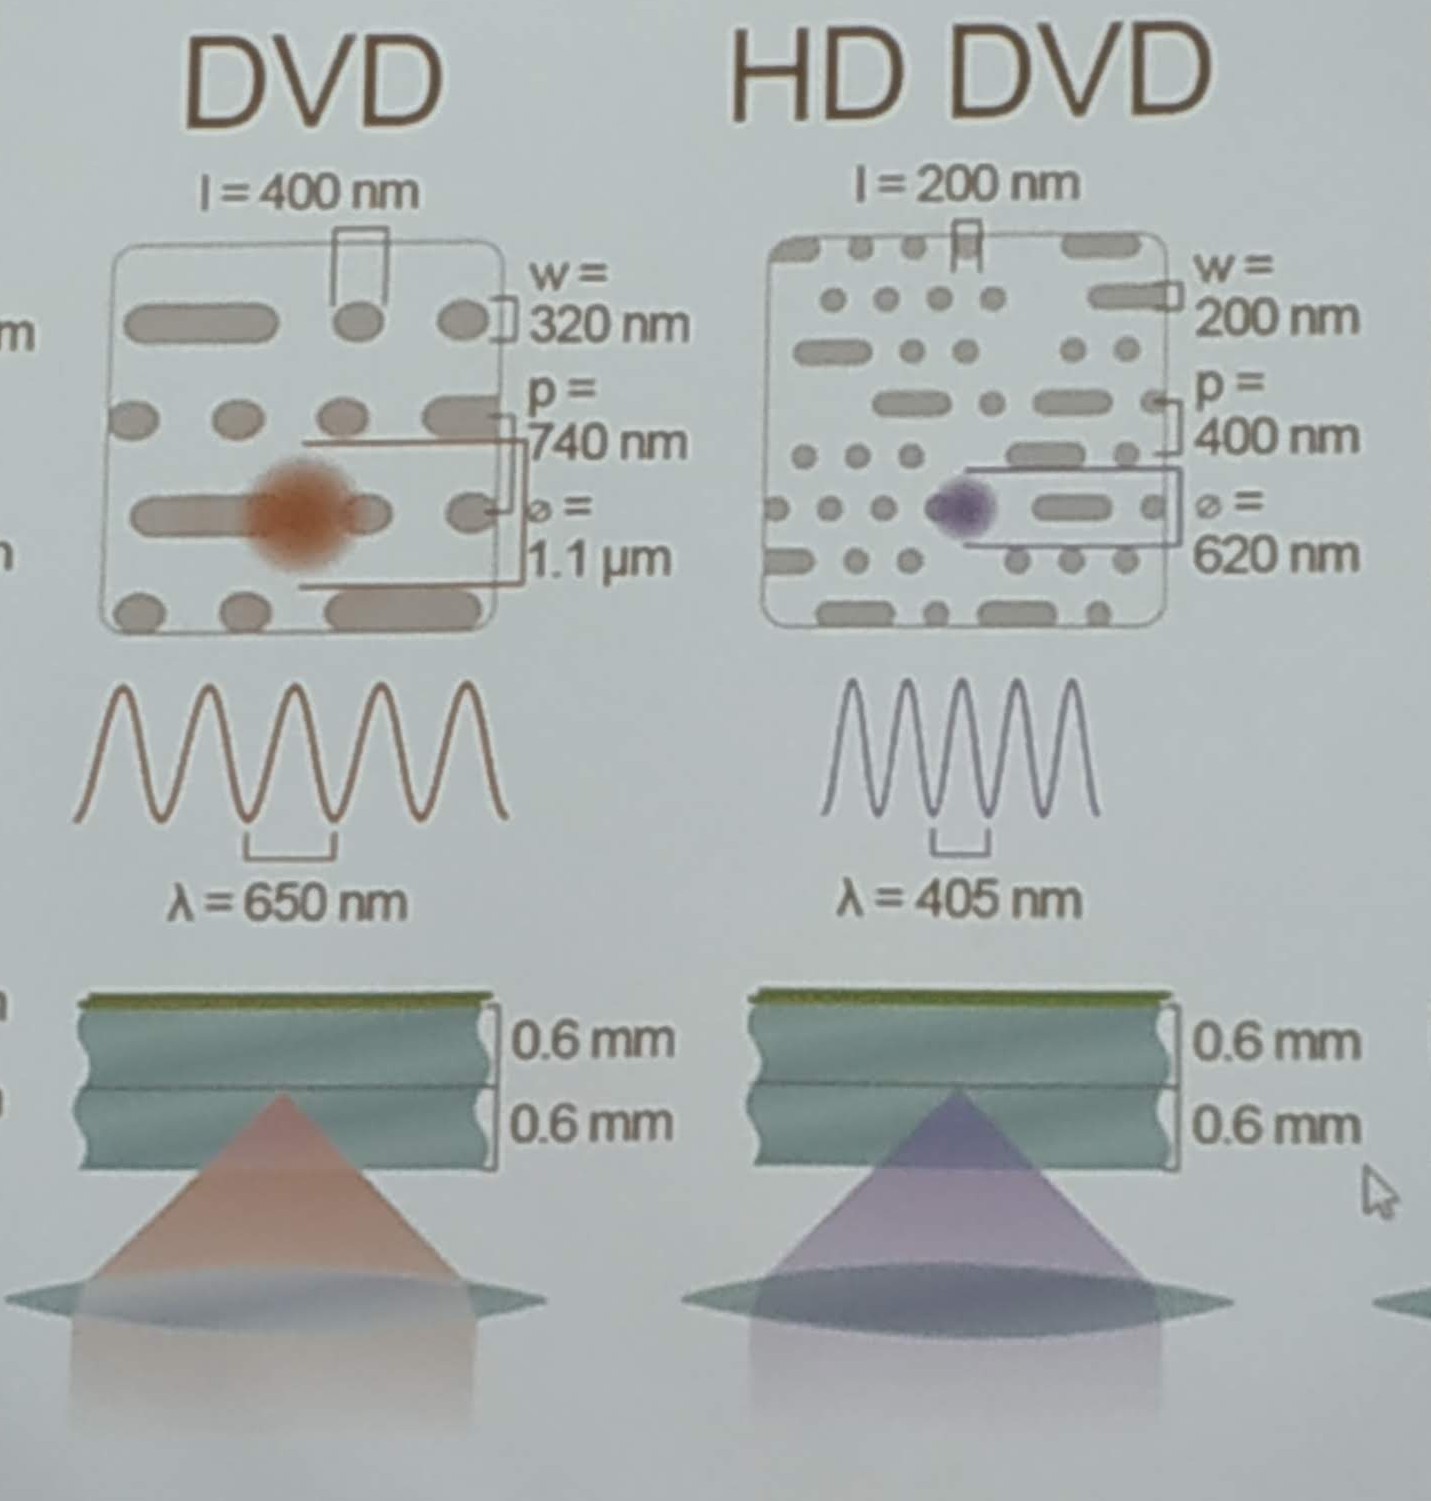 DVD
l = 400 nm
w =
320 nm
p =
740 nm
⌀ =
1.1 µm
λ = 650 nm
0.6 mm
0.6 mm
HD DVD
l = 200 nm
w =
200 nm
p =
400 nm
⌀ =
620 nm
λ = 405 nm
0.6 mm
0.6 mm